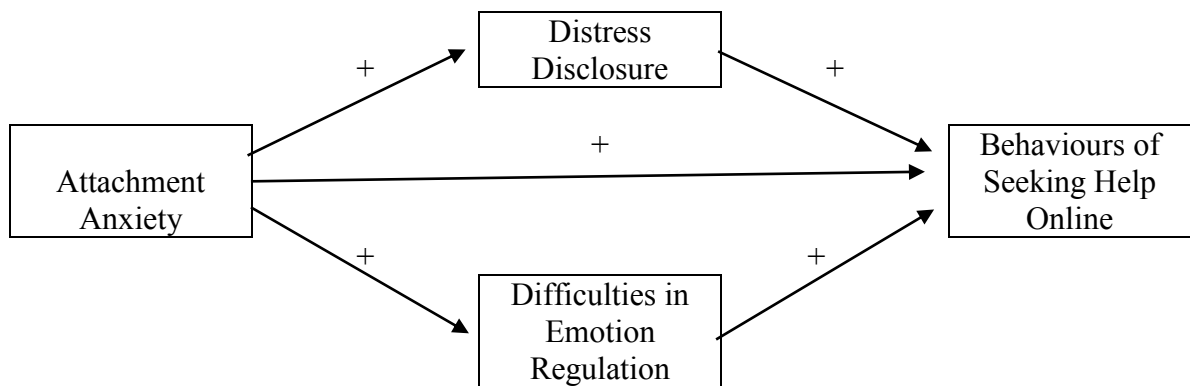 Distress
Disclosure
+
+
+
Attachment
Anxiety
Behaviours of
Seeking Help
Online
+
+
Difficulties in
Emotion
Regulation